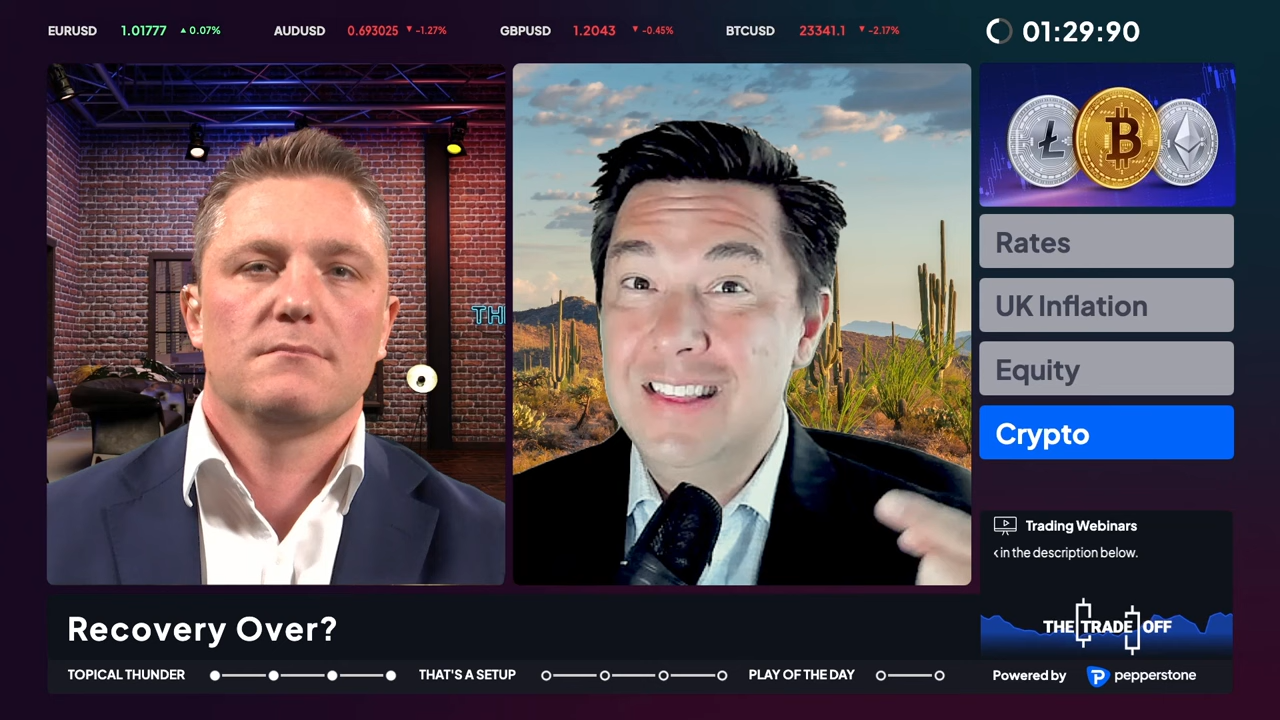 EURUSD 1.01777 ▲ 0.07% AUDUSD 0.693025 ▼ -1.27% GBPUSD 1.2043 ▼ -0.45% BTCUSD 23341.1 ▼ -2.17% 01:29:90
TH
Rates
UK Inflation
Equity
Crypto
Trading Webinars
‹ in the description below.
THE TRADE OFF
Recovery Over?
TOPICAL THUNDER THAT'S A SETUP PLAY OF THE DAY Powered by pepperstone